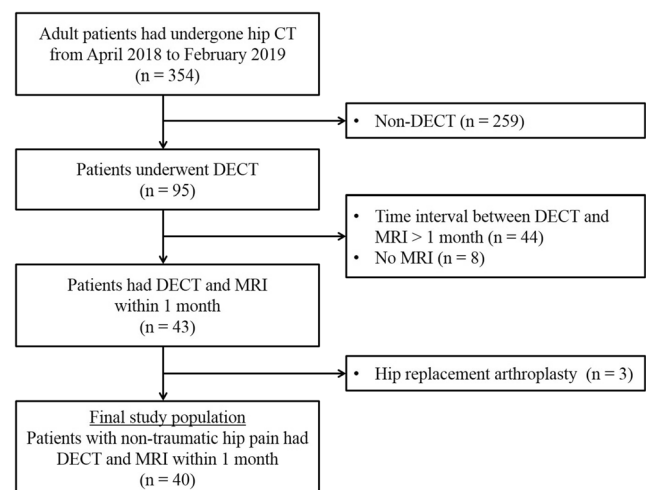 Adult patients had undergone hip CT
from April 2018 to February 2019
(n = 354)
• Non-DECT (n = 259)
Patients underwent DECT
(n = 95)
• Time interval between DECT and
MRI > 1 month (n = 44)
• No MRI (n = 8)
Patients had DECT and MRI
within 1 month
(n = 43)
• Hip replacement arthroplasty (n = 3)
Final study population
Patients with non-traumatic hip pain had
DECT and MRI within 1 month
(n = 40)